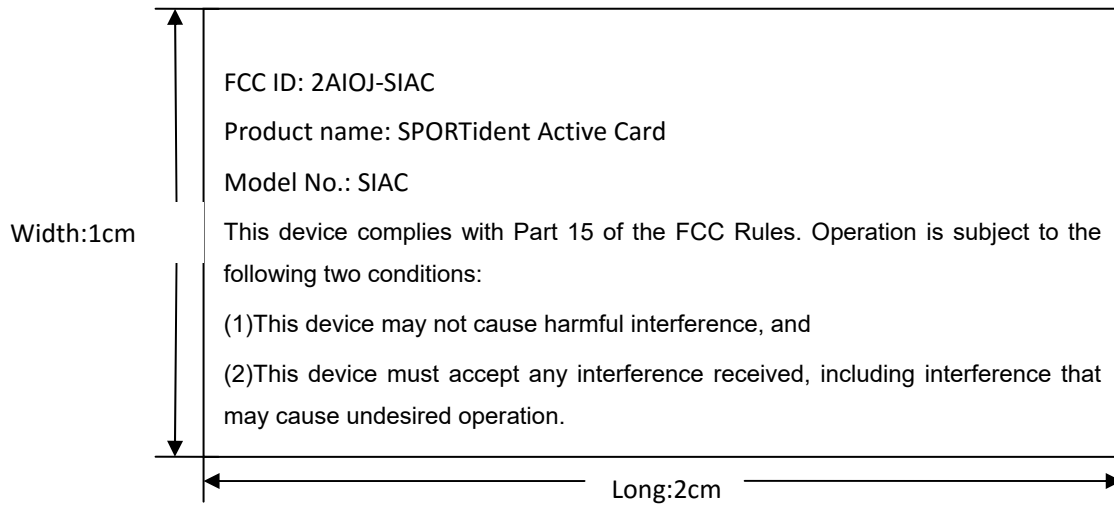 FCC ID: 2AIOJ-SIAC
Product name: SPORTident Active Card
Model No.: SIAC
Width:1cm
This device complies with Part 15 of the FCC Rules. Operation is subject to the
following two conditions:
(1)This device may not cause harmful interference, and
(2)This device must accept any interference received, including interference that
may cause undesired operation.
Long:2cm